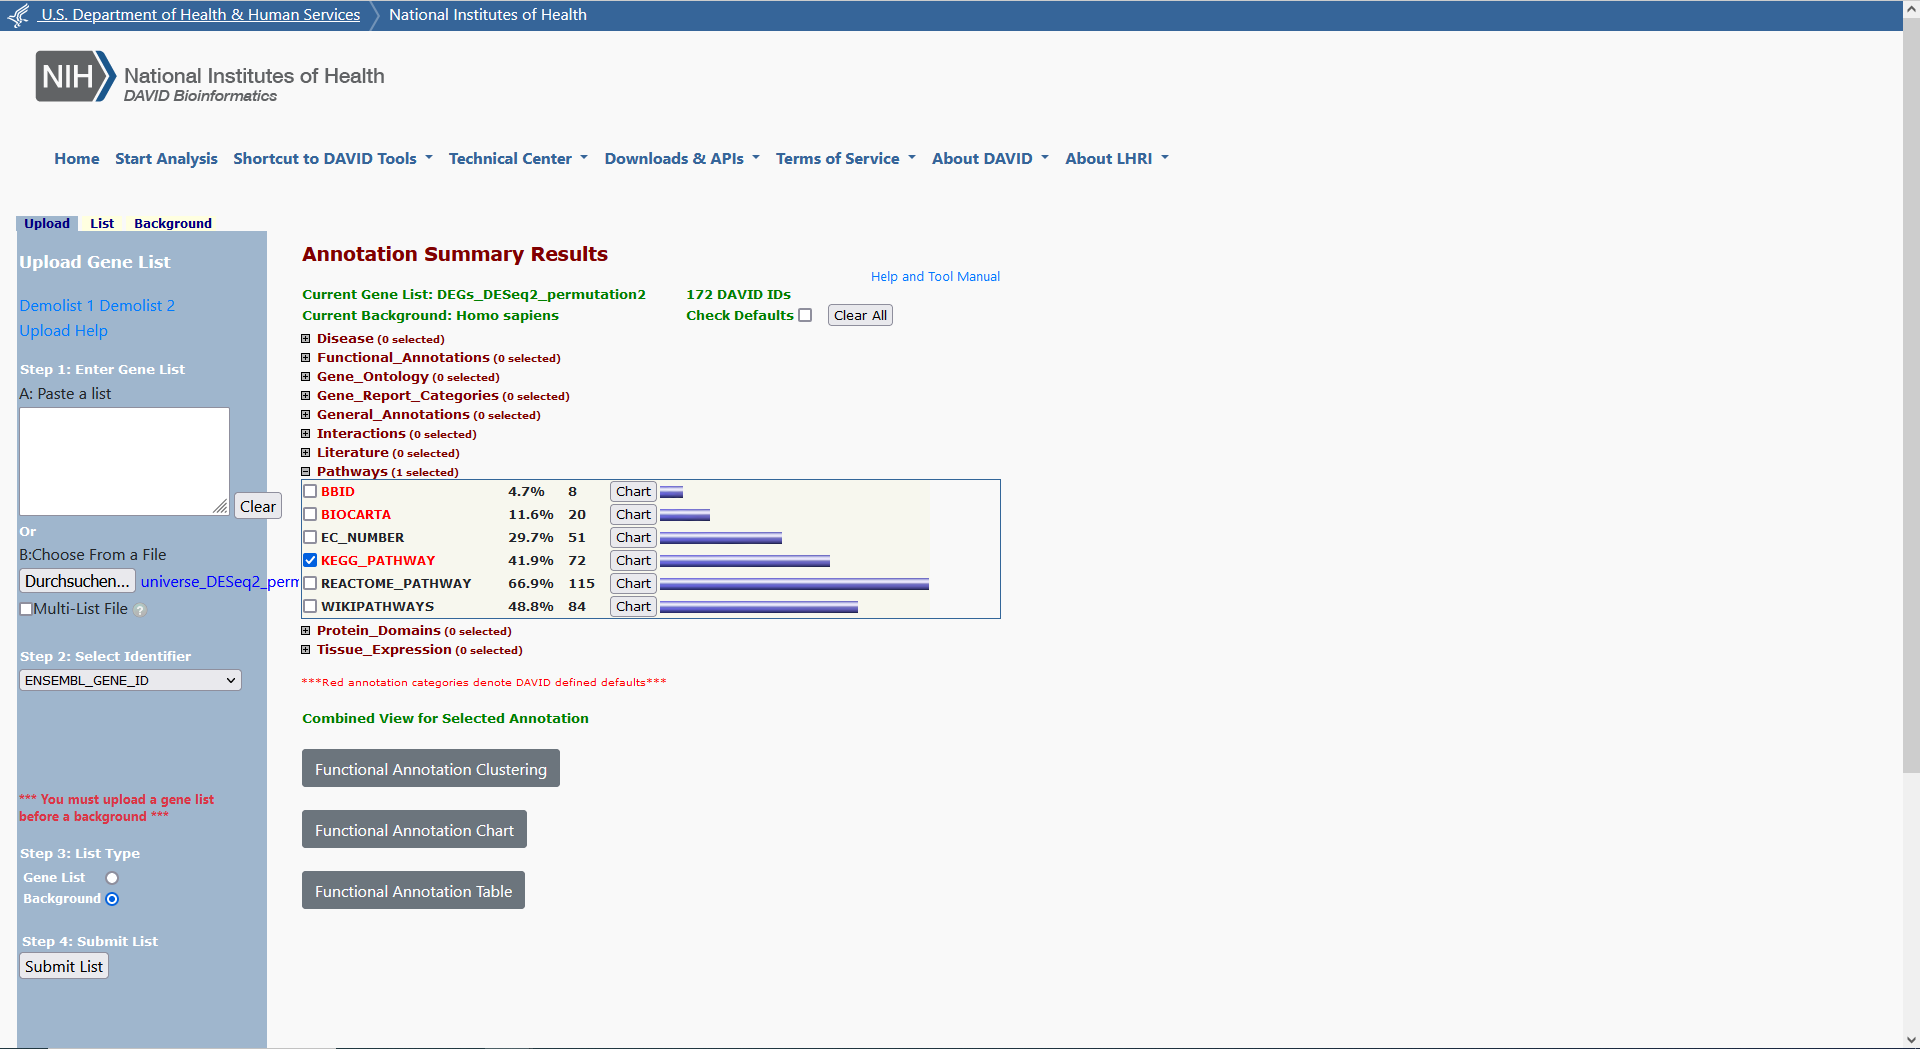 U.S. Department of Health & Human Services National Institutes of Health
NIH National Institutes of Health
DAVID Bioinformatics
Home Start Analysis Shortcut to DAVID Tools Technical Center Downloads & APIs Terms of Service About DAVID About LHRI
Upload List Background
Upload Gene List
Demolist 1 Demolist 2
Upload Help
Step 1: Enter Gene List
A: Paste a list
Clear
Or
B:Choose From a File
Durchsuchen... universe_DESeq2_perm
Multi-List File ?
Step 2: Select Identifier
ENSEMBL_GENE_ID
*** You must upload a gene list
before a background ***
Step 3: List Type
Gene List
Background
Step 4: Submit List
Submit List
Annotation Summary Results
Help and Tool Manual
Current Gene List: DEGs_DESeq2_permutation2 172 DAVID IDs
Current Background: Homo sapiens Check Defaults Clear All
Disease (0 selected)
Functional_Annotations (0 selected)
Gene_Ontology (0 selected)
Gene_Report_Categories (0 selected)
General_Annotations (0 selected)
Interactions (0 selected)
Literature (0 selected)
Pathways (1 selected)
BBID 4.7% 8 Chart
BIOCARTA 11.6% 20 Chart
EC_NUMBER 29.7% 51 Chart
KEGG_PATHWAY 41.9% 72 Chart
REACTOME_PATHWAY 66.9% 115 Chart
WIKIPATHWAYS 48.8% 84 Chart
Protein_Domains (0 selected)
Tissue_Expression (0 selected)
***Red annotation categories denote DAVID defined defaults***
Combined View for Selected Annotation
Functional Annotation Clustering
Functional Annotation Chart
Functional Annotation Table